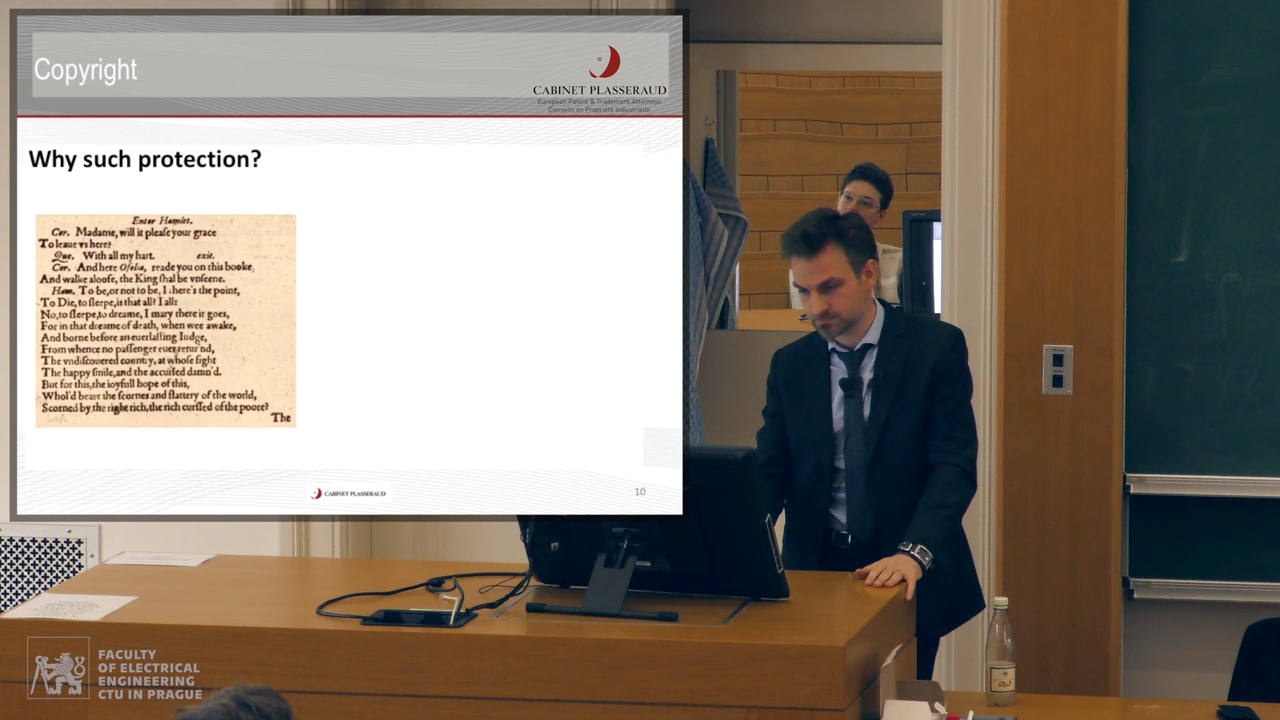 Copyright
CABINET PLASSERAUD
European Patent & Trademark Attorneys
Conseils en Propriété Industrielle
Why such protection?
Enter Hamlet.
Cor. Madame, will it pleaſe your grace
To leaue vs here?
Que. With all my hart. exit.
Cor. And here Ofelia, reade you on this booke,
And walke aloofe, the King ſhal be vnſeene.
Ham. To be, or not to be, I there's the point,
To Die, to ſleepe, is that all? I all:
No, to ſleepe, to dreame, I mary there it goes,
For in that dreame of death, when wee awake,
And borne before an euerlaſting Iudge,
From whence no paſſenger euer retur nd,
The vndiſcouered country, at whoſe ſight
The happy ſmile, and the accurſed damn'd.
But for this, the ioyfull hope of this,
Whol'd beare the ſcornes and flattery of the world,
Scorned by the right rich, the rich curſſed of the poore?
The
CABINET PLASSERAUD
10
FACULTY
OF ELECTRICAL
ENGINEERING
CTU IN PRAGUE